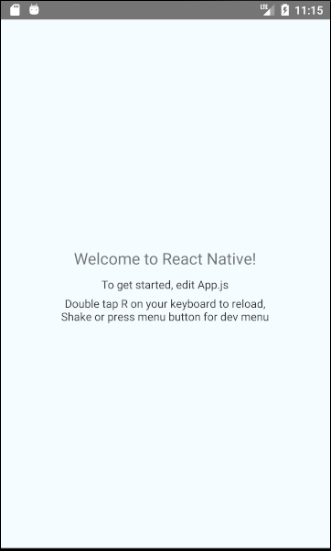 LTE 11:15
Welcome to React Native!
To get started, edit App.js
Double tap R on your keyboard to reload,
Shake or press menu button for dev menu